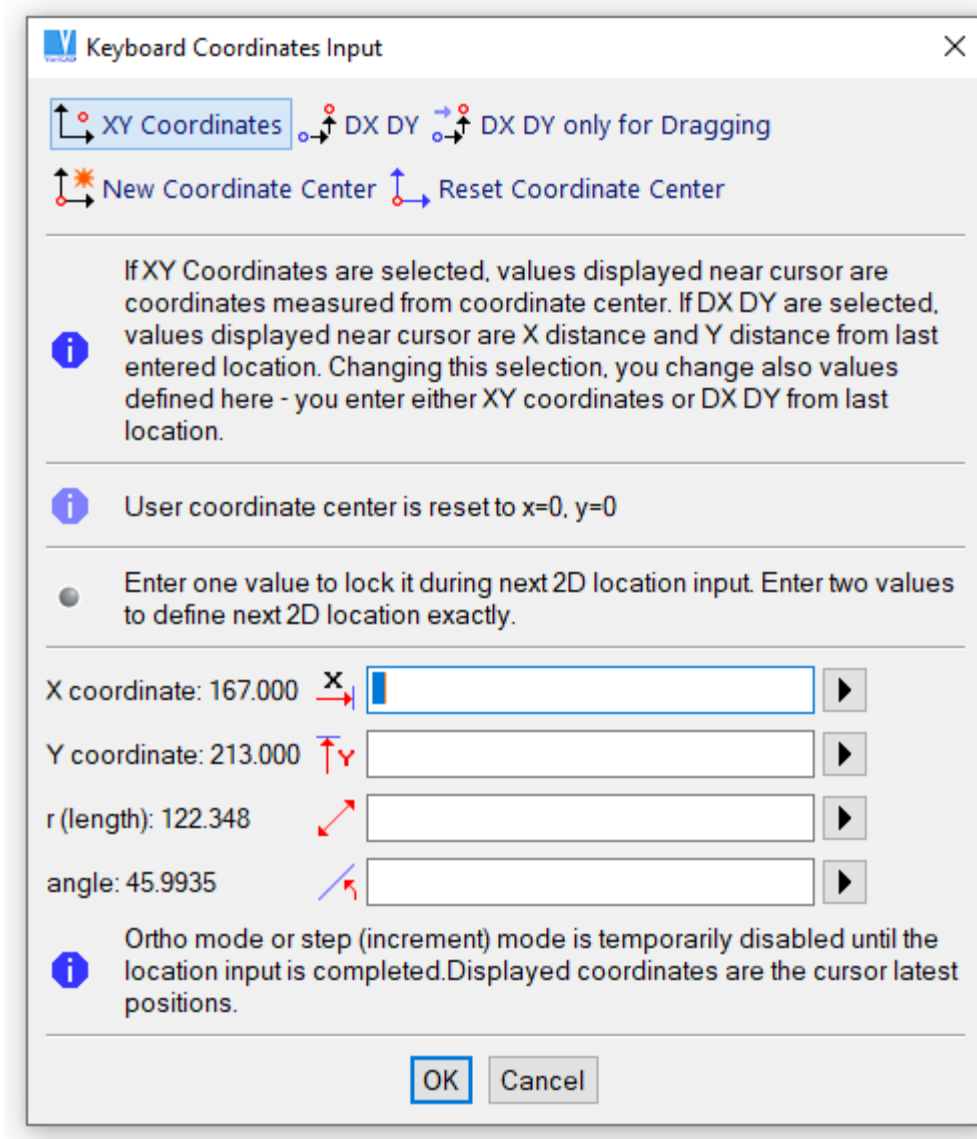 Keyboard Coordinates Input
XY Coordinates DX DY DX DY only for Dragging
New Coordinate Center Reset Coordinate Center
If XY Coordinates are selected, values displayed near cursor are
coordinates measured from coordinate center. If DX DY are selected,
values displayed near cursor are X distance and Y distance from last
entered location. Changing this selection, you change also values
defined here - you enter either XY coordinates or DX DY from last
location.
User coordinate center is reset to x=0, y=0
Enter one value to lock it during next 2D location input. Enter two values
to define next 2D location exactly.
X coordinate: 167.000 X
Y coordinate: 213.000 Y
r (length): 122.348
angle: 45.9935
Ortho mode or step (increment) mode is temporarily disabled until the
location input is completed.Displayed coordinates are the cursor latest
positions.
OK Cancel